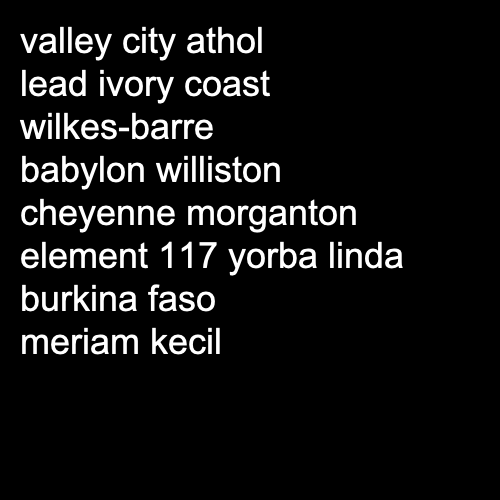 valley city athol
lead ivory coast
wilkes-barre
babylon williston
cheyenne morganton
element 117 yorba linda
burkina faso
meriam kecil